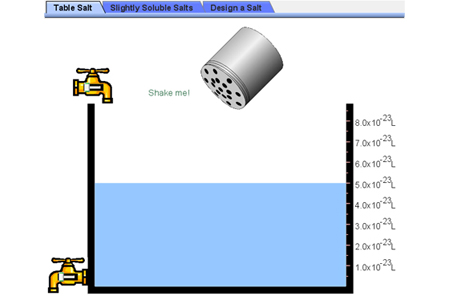 Table Salt
Slightly Soluble Salts
Design a Salt
Shake me!
8.0x10⁻²³L
7.0x10⁻²³L
6.0x10⁻²³L
5.0x10⁻²³L
4.0x10⁻²³L
3.0x10⁻²³L
2.0x10⁻²³L
1.0x10⁻²³L